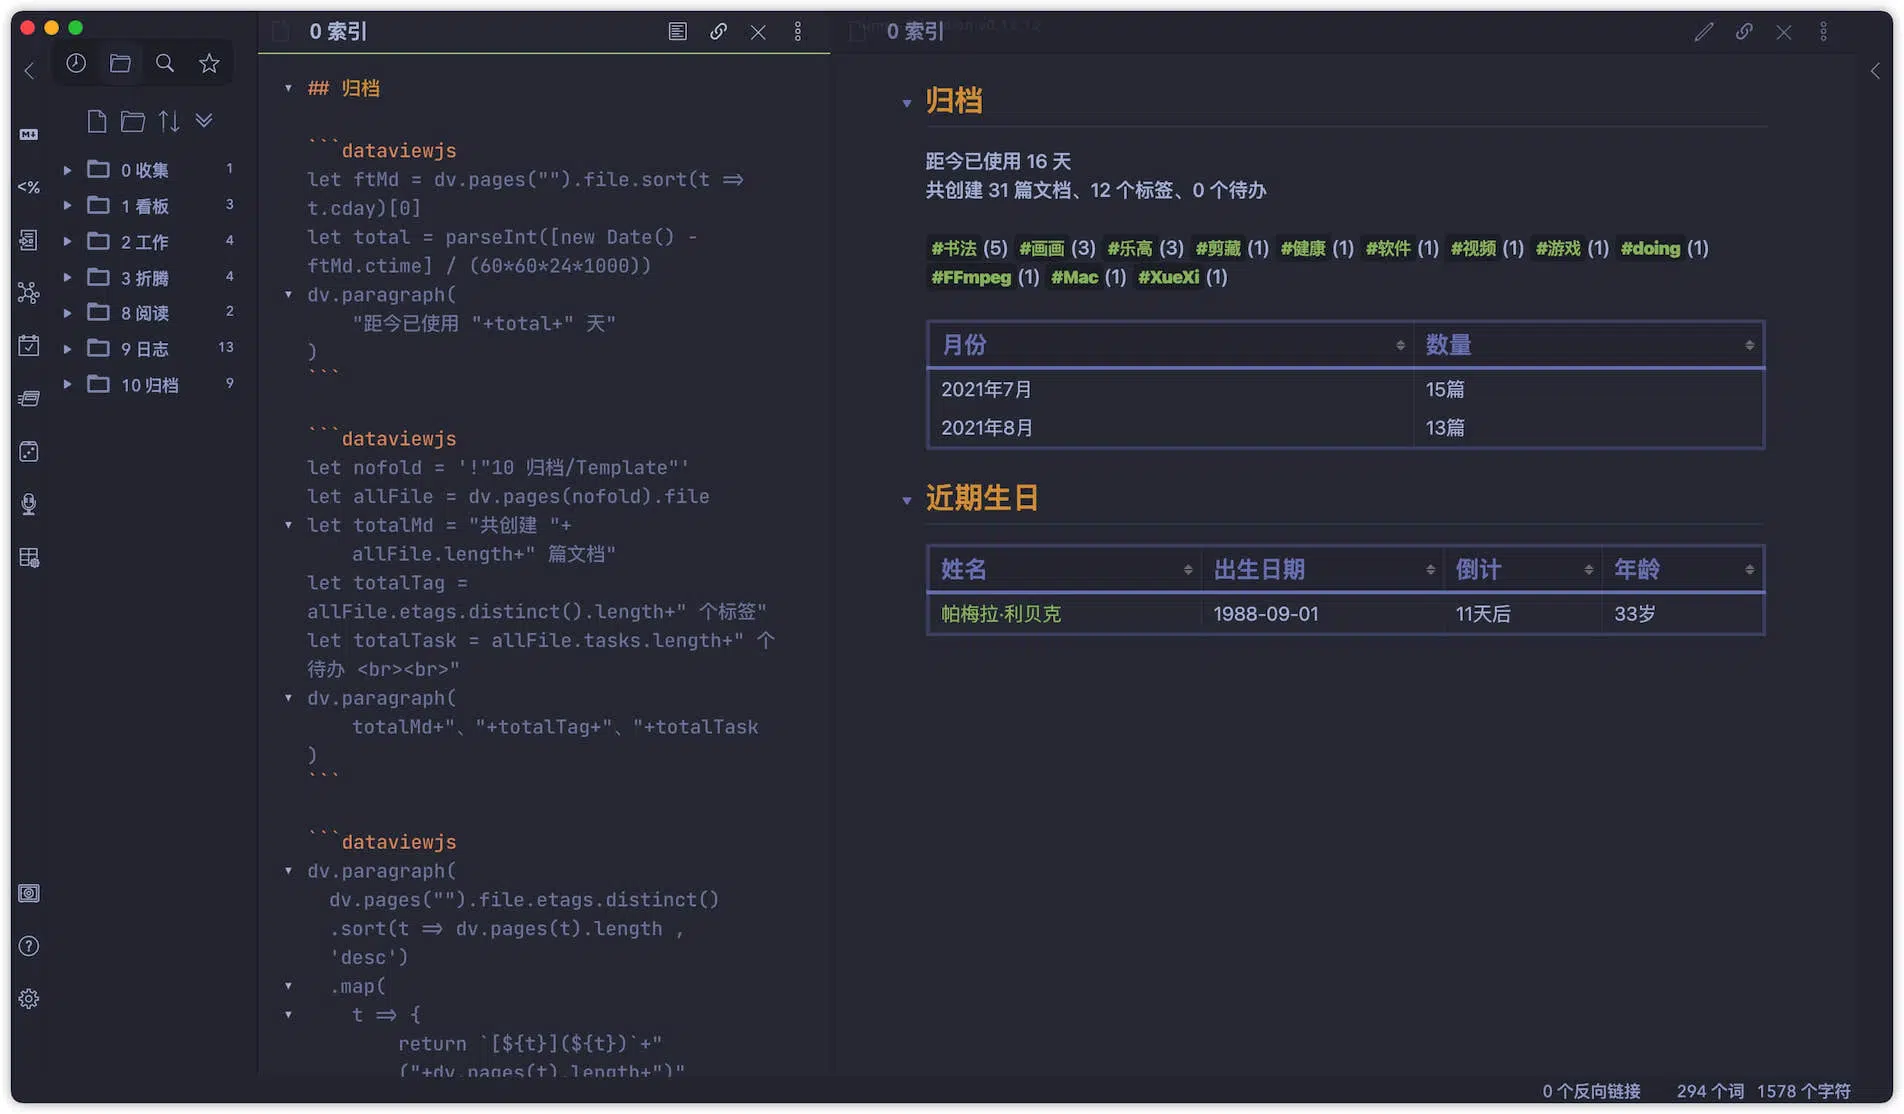 0 索引
0 索引
M↓
<%
0 收集 1
1 看板 3
2 工作 4
3 折腾 4
8 阅读 2
9 日志 13
10 归档 9
## 归档
```dataviewjs
let ftMd = dv.pages("").file.sort(t =>
t.cday)[0]
let total = parseInt([new Date() -
ftMd.ctime] / (60*60*24*1000))
dv.paragraph(
"距今已使用 "+total+" 天"
)
```
```dataviewjs
let nofold = '!"10 归档/Template"'
let allFile = dv.pages(nofold).file
let totalMd = "共创建 "+
allFile.length+" 篇文档"
let totalTag =
allFile.etags.distinct().length+" 个标签"
let totalTask = allFile.tasks.length+" 个
待办 <br><br>"
dv.paragraph(
totalMd+"、"+totalTag+"、"+totalTask
)
```
```dataviewjs
dv.paragraph(
dv.pages("").file.etags.distinct()
.sort(t => dv.pages(t).length ,
'desc')
.map(
t => {
return `[${t}](${t})`+"
("+dv.pages(t).length+")"
归档
距今已使用 16 天
共创建 31 篇文档、12 个标签、0 个待办
#书法 (5) #画画 (3) #乐高 (3) #剪藏 (1) #健康 (1) #软件 (1) #视频 (1) #游戏 (1) #doing (1)
#FFmpeg (1) #Mac (1) #XueXi (1)
月份 数量
2021年7月 15篇
2021年8月 13篇
近期生日
姓名 出生日期 倒计 年龄
帕梅拉·利贝克 1988-09-01 11天后 33岁
0 个反向链接 294 个词 1578 个字符